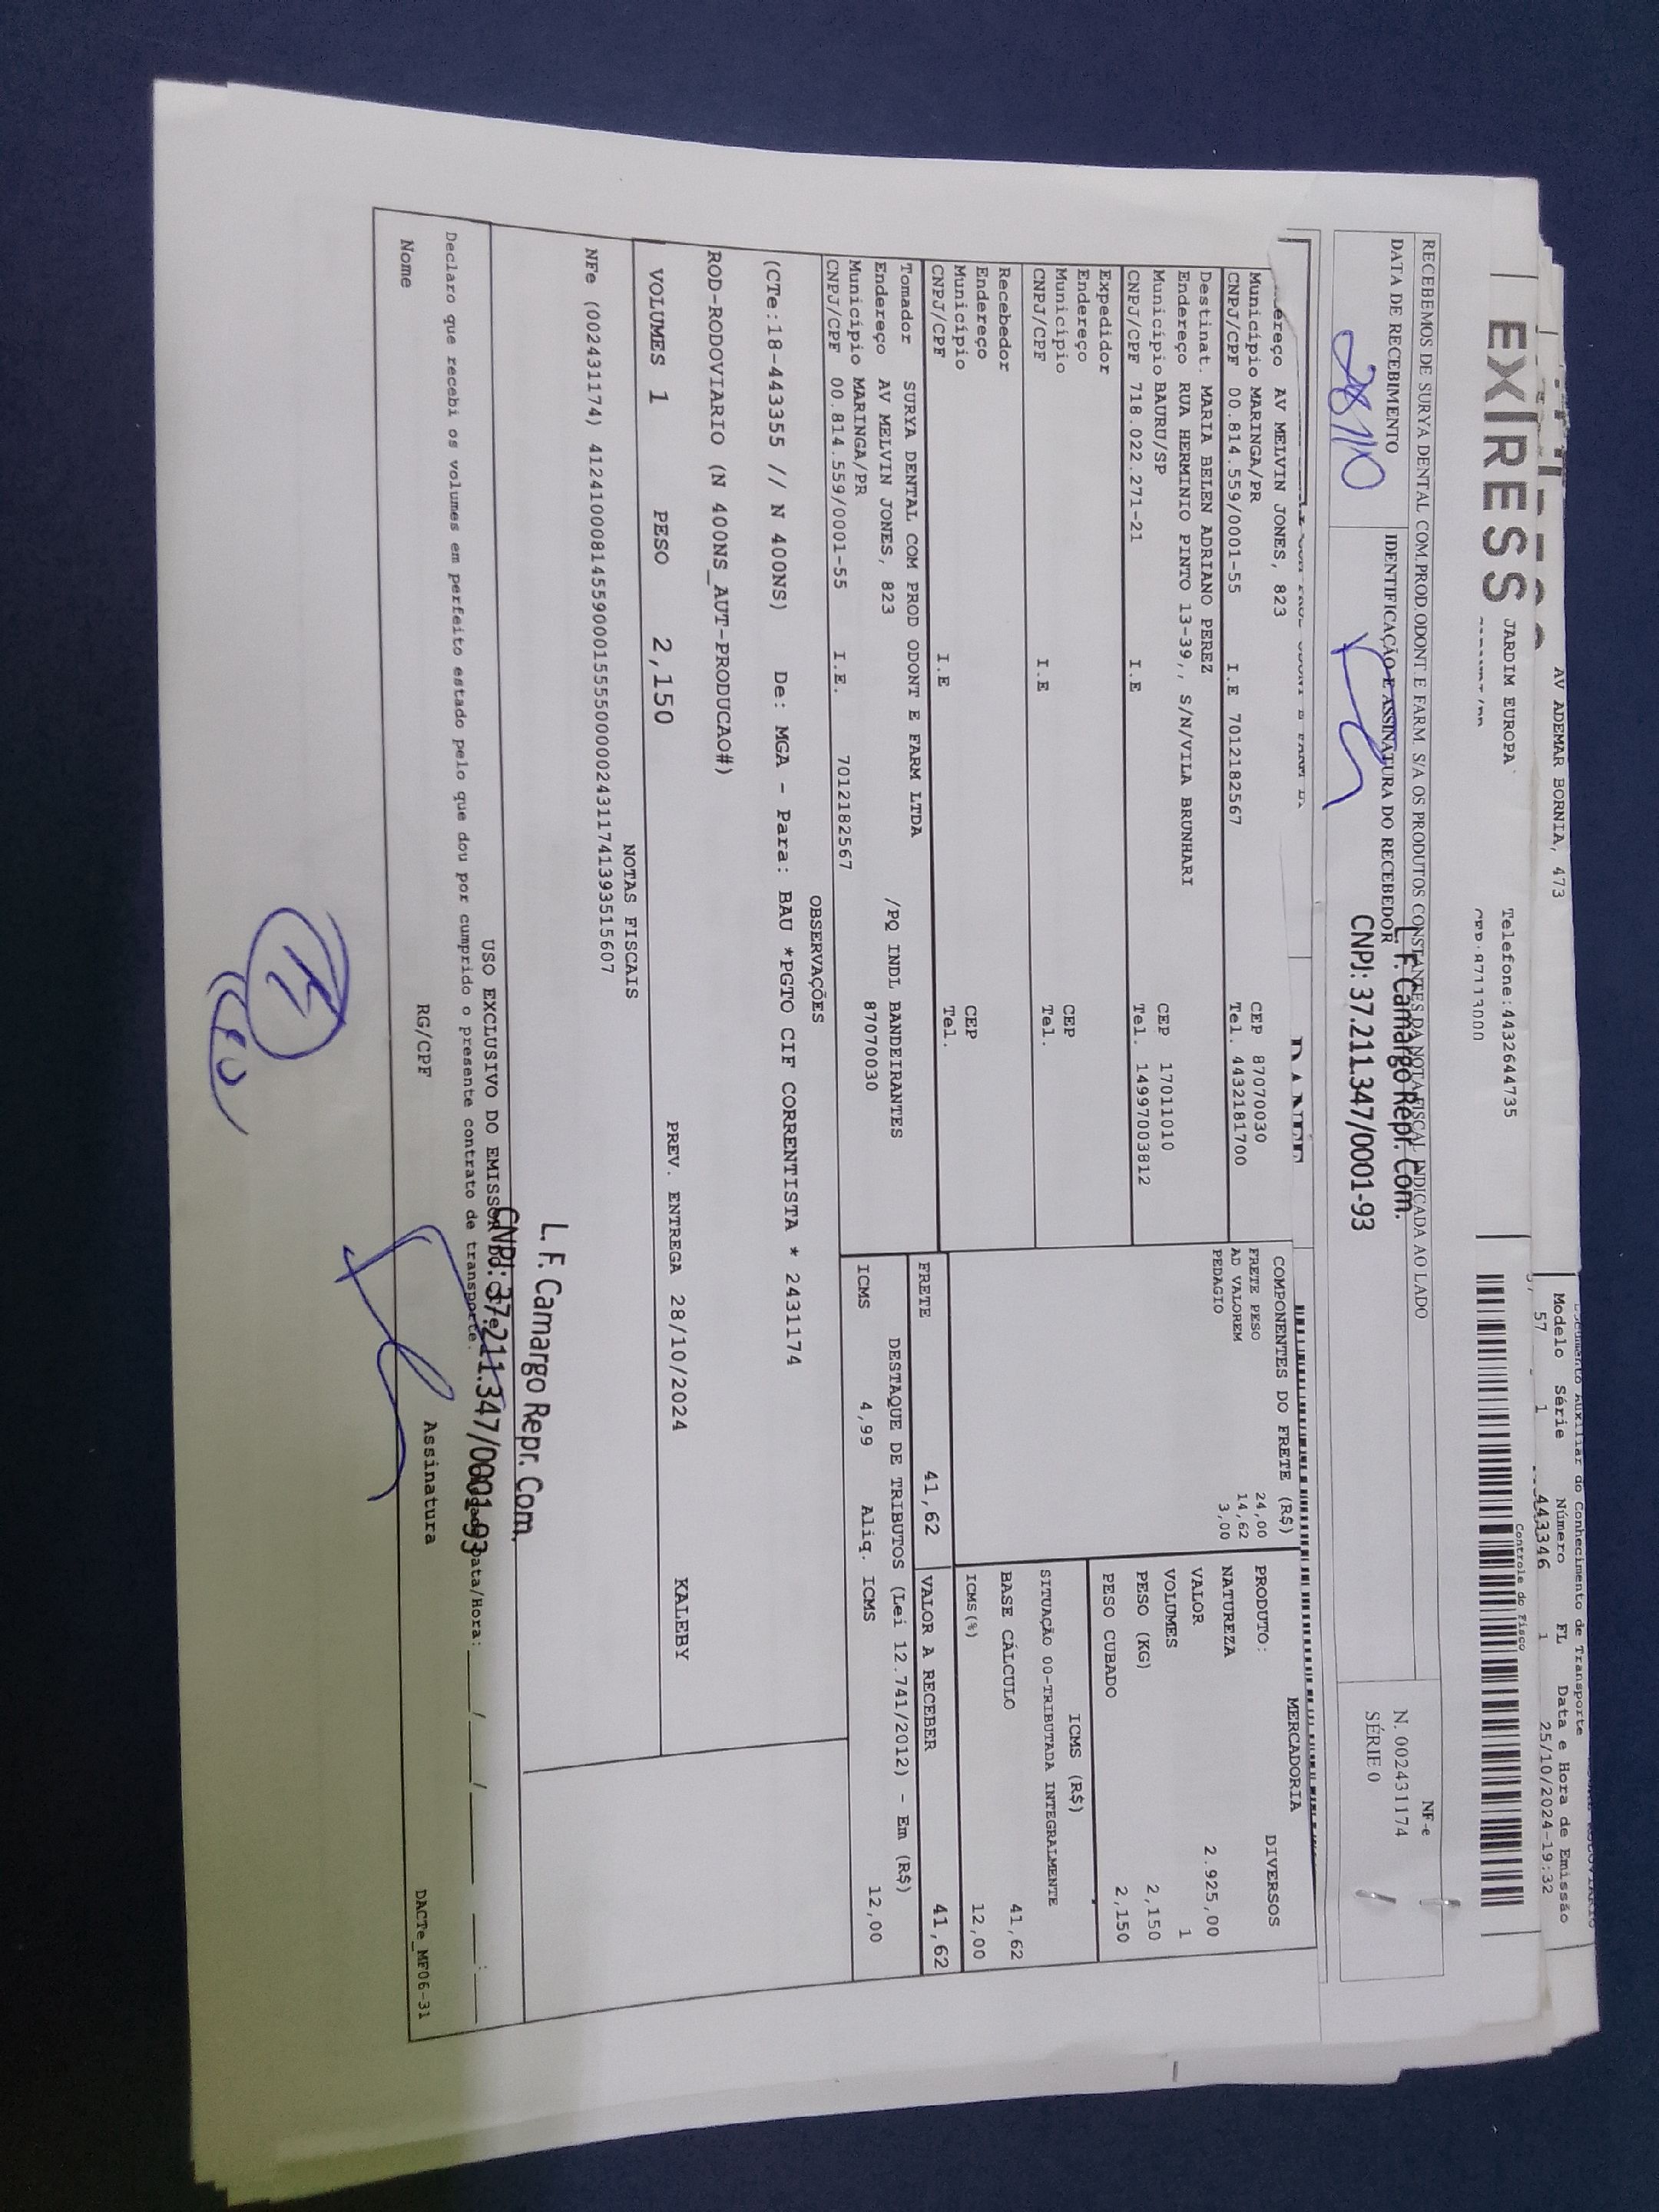 AV ADEMAR BORNIA, 473
EXPRESS
JARDIM EUROPA
Telefone:4432644735
CEP:87113000
Documento Auxiliar do Conhecimento de Transporte
Modelo Série Número FL Data e Hora de Emissão
57 1 443346 1 25/10/2024-19:32
Controle do Fisco
RECEBEMOS DE SURYA DENTAL COM.PROD.ODONT.E FARM. S/A OS PRODUTOS CONSTANTES DA NOTA FISCAL INDICADA AO LADO
DATA DE RECEBIMENTO
28/10
IDENTIFICAÇÃO E ASSINATURA DO RECEBEDOR
L. F. Camargo Repr. Com.
CNPJ: 37.211.347/0001-93
NF-e
N. 002431174
SÉRIE 0
DANFE
ereço AV MELVIN JONES, 823
Município MARINGA/PR CEP 87070030
CNPJ/CPF 00.814.559/0001-55 I.E 7012182567 Tel. 4432181700
Destinat. MARIA BELEN ADRIANO PEREZ
Endereço RUA HERMINIO PINTO 13-39,, S/N/VILA BRUNHARI
Município BAURU/SP CEP 17011010
CNPJ/CPF 718.022.271-21 I.E Tel. 14997003812
Expedidor
Endereço
Município CEP
CNPJ/CPF I.E Tel.
Recebedor
Endereço
Município CEP
CNPJ/CPF I.E Tel.
Tomador SURYA DENTAL COM PROD ODONT E FARM LTDA
Endereço AV MELVIN JONES, 823 /PQ INDL BANDEIRANTES
Município MARINGA/PR 87070030
CNPJ/CPF 00.814.559/0001-55 I.E. 7012182567
COMPONENTES DO FRETE (R$)
FRETE PESO 24,00
AD VALOREM 14,62
PEDAGIO 3,00
MERCADORIA
PRODUTO: DIVERSOS
NATUREZA
VALOR 2.925,00
VOLUMES 1
PESO (KG) 2,150
PESO CUBADO 2,150
ICMS (R$)
SITUAÇÃO 00-TRIBUTADA INTEGRALMENTE
BASE CÁLCULO 41,62
ICMS(%) 12,00
FRETE 41,62 VALOR A RECEBER 41,62
DESTAQUE DE TRIBUTOS (Lei 12.741/2012) - Em (R$)
ICMS 4,99 Aliq. ICMS 12,00
OBSERVAÇÕES
(CTe:18-443355 // N 400NS) De: MGA - Para: BAU *PGTO CIF CORRENTISTA * 2431174
ROD-RODOVIARIO (N 400NS_AUT-PRODUCAO#)
VOLUMES 1 PESO 2,150 PREV. ENTREGA 28/10/2024 KALEBY
NOTAS FISCAIS
NFe (002431174) 41241000814559000155550000024311741393515607
L. F. Camargo Repr. Com.
CNPJ: 37.211.347/0001-93
USO EXCLUSIVO DO EMISSOR DO CTe
Declaro que recebi os volumes em perfeito estado pelo que dou por cumprido o presente contrato de transporte. Data/Hora: ____/____/______ ___:___
Nome RG/CPF Assinatura DACTe_MF06-31